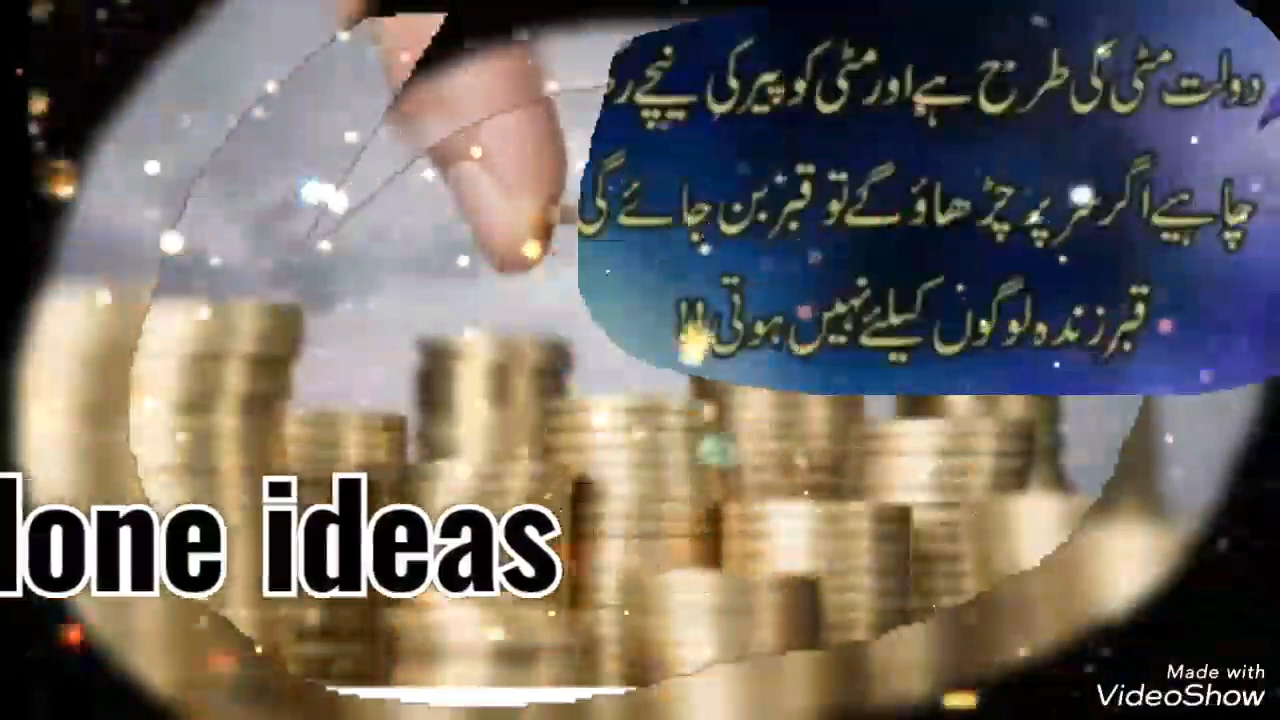 دولت مٹی کی طرح ہے اور مٹی کو پیر کی نیچے
چاہیے اگر سر پر چڑھاؤ گے تو قبر بن جائے گی
قبر زندہ لوگوں کیلئے نہیں ہوتی!!
lone ideas
Made with
VideoShow